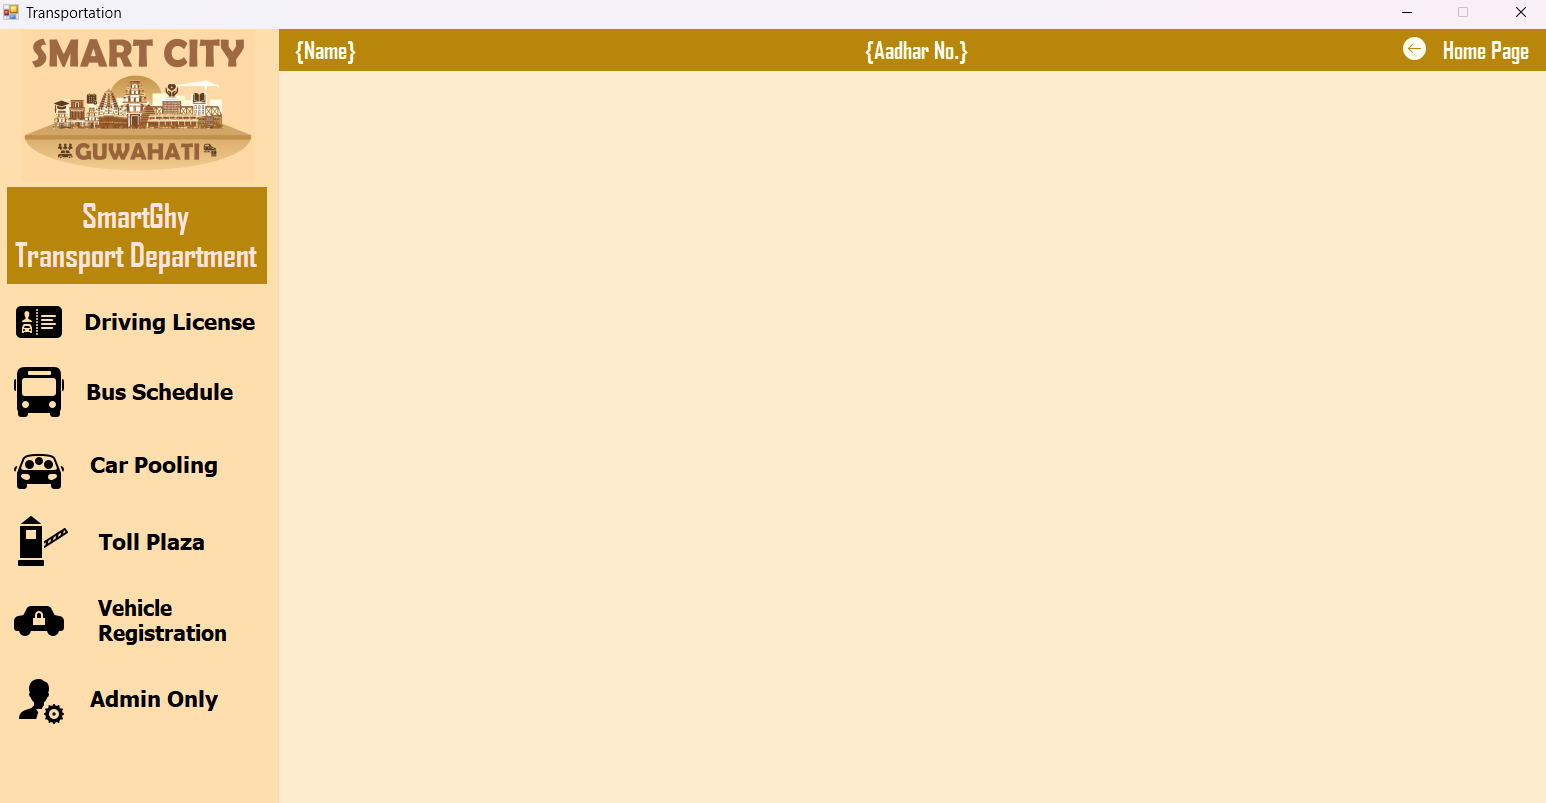 Transportation
SMART CITY
GUWAHATI
SmartGhy
Transport Department
Driving License
Bus Schedule
Car Pooling
Toll Plaza
Vehicle
Registration
Admin Only
{Name}
{Aadhar No.}
Home Page